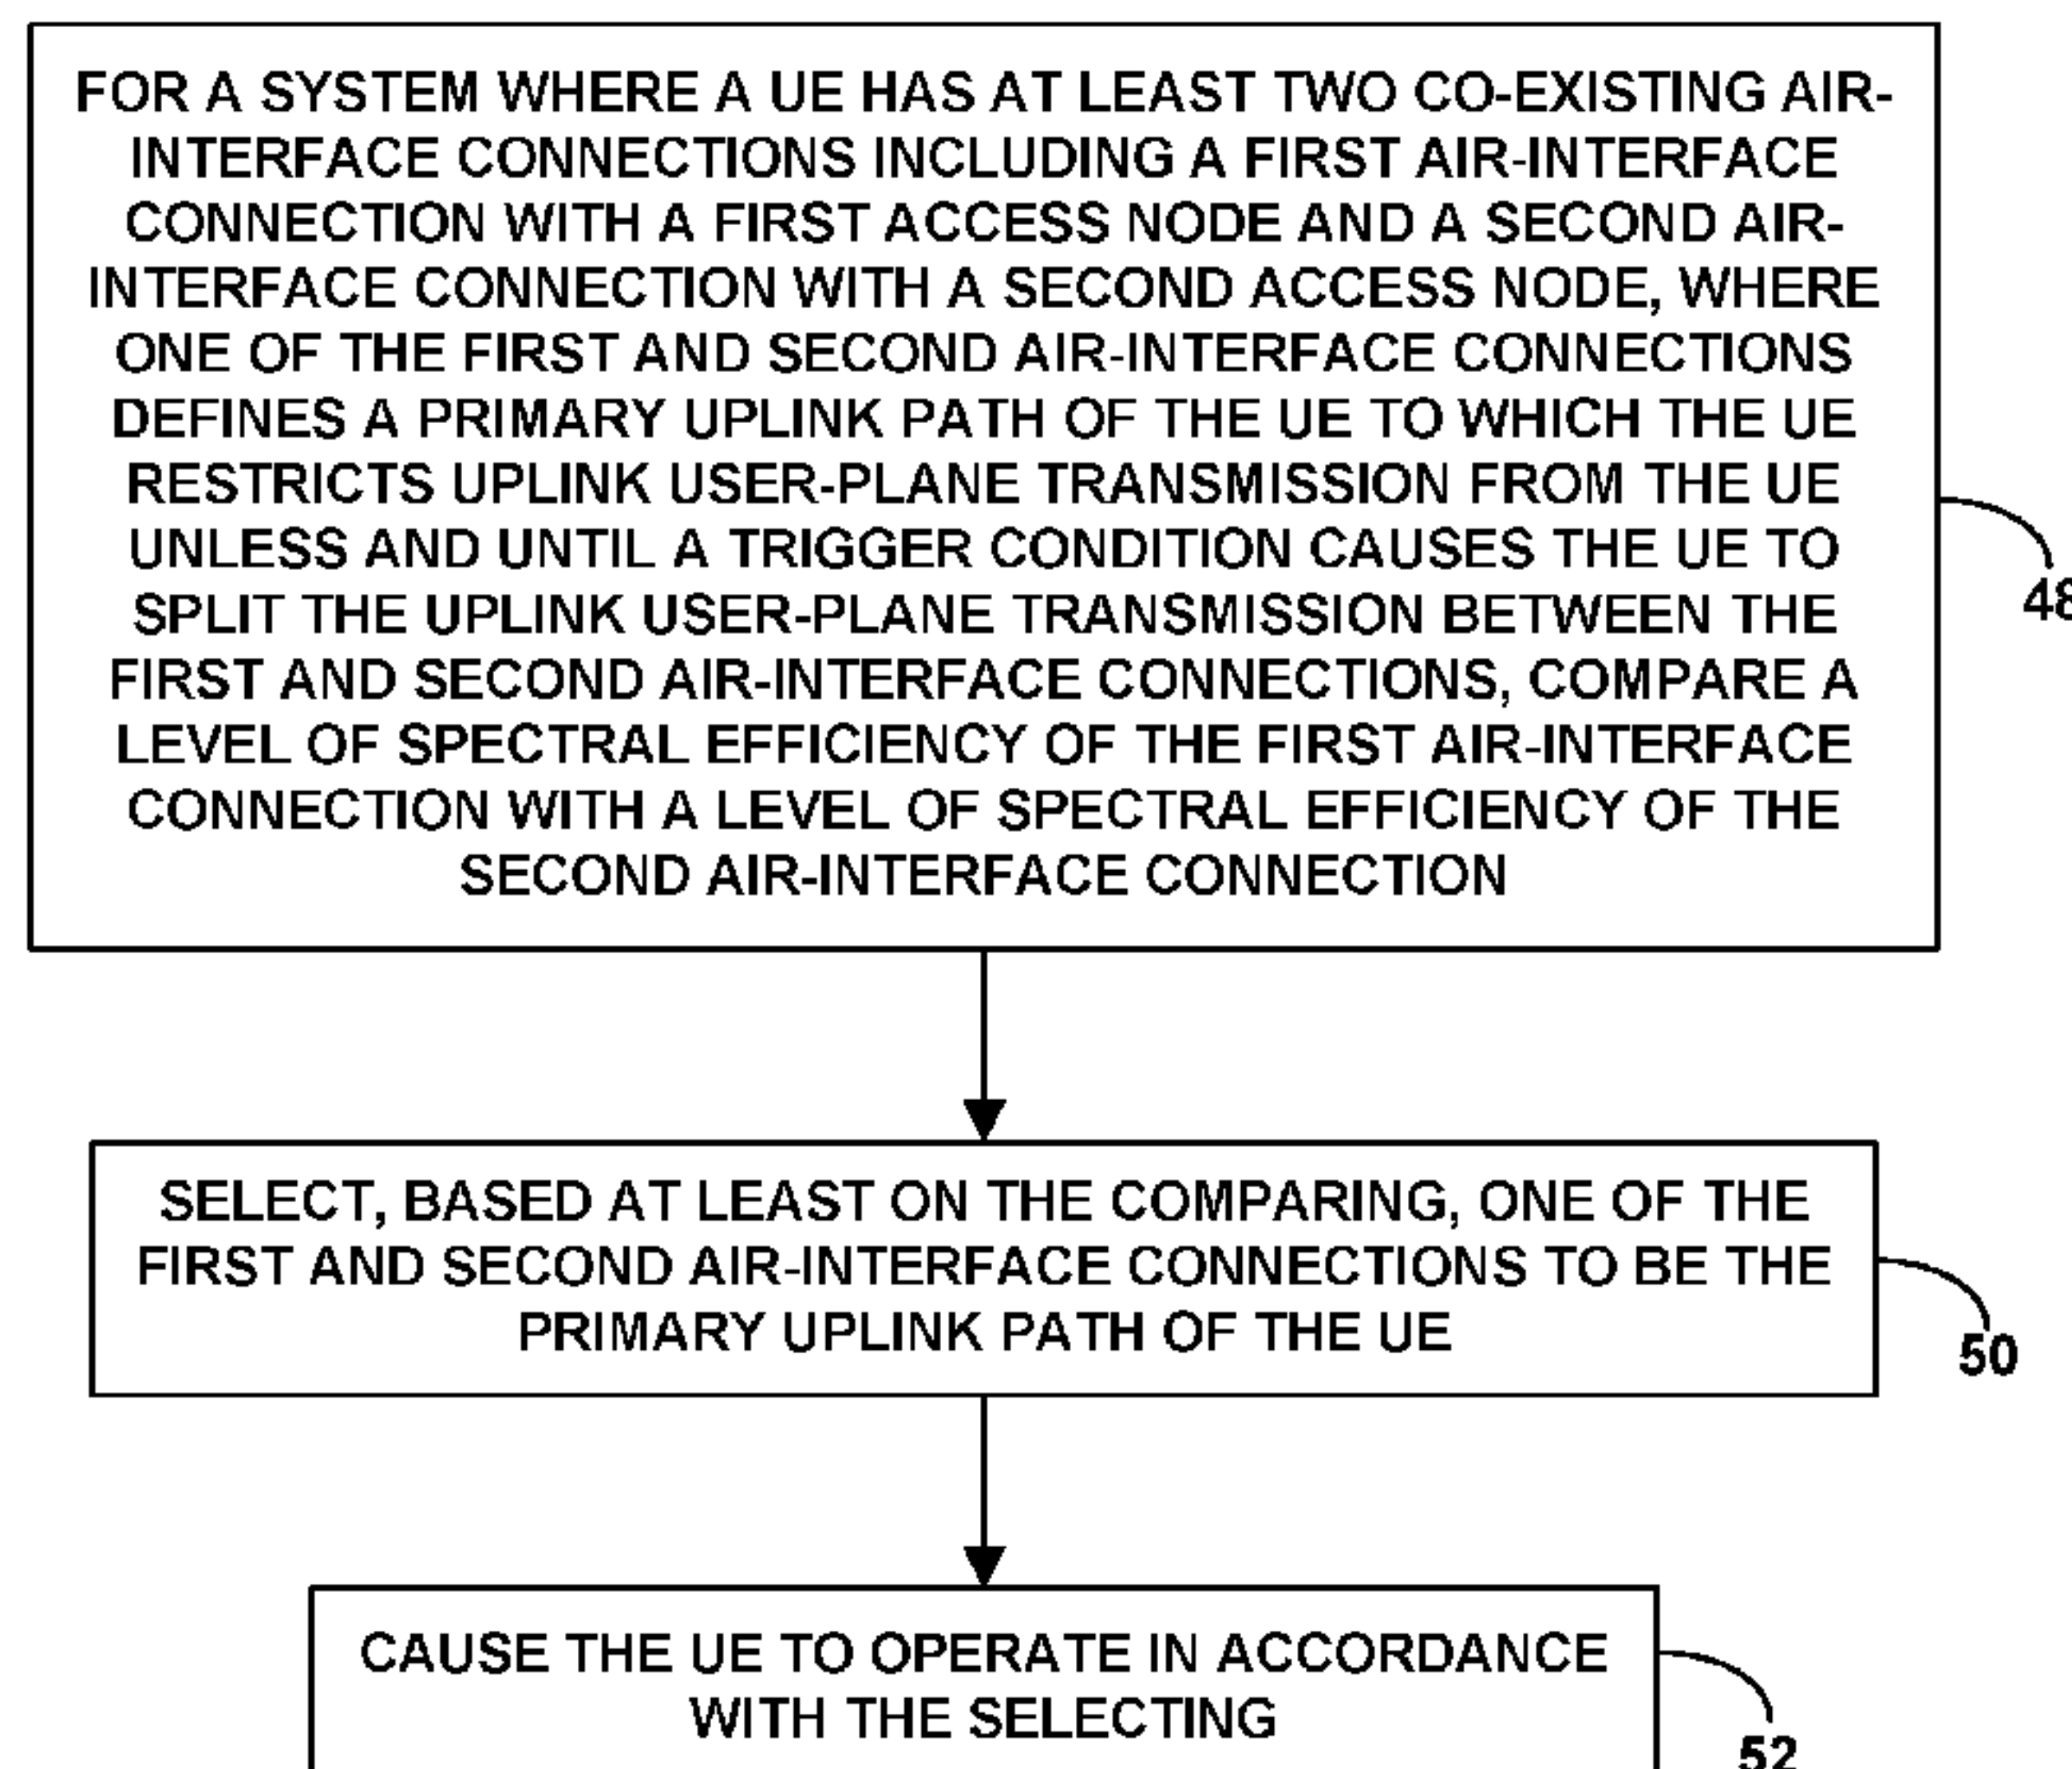 FOR A SYSTEM WHERE A UE HAS AT LEAST TWO CO-EXISTING AIR-
INTERFACE CONNECTIONS INCLUDING A FIRST AIR-INTERFACE
CONNECTION WITH A FIRST ACCESS NODE AND A SECOND AIR-
INTERFACE CONNECTION WITH A SECOND ACCESS NODE, WHERE
ONE OF THE FIRST AND SECOND AIR-INTERFACE CONNECTIONS
DEFINES A PRIMARY UPLINK PATH OF THE UE TO WHICH THE UE
RESTRICTS UPLINK USER-PLANE TRANSMISSION FROM THE UE
UNLESS AND UNTIL A TRIGGER CONDITION CAUSES THE UE TO
SPLIT THE UPLINK USER-PLANE TRANSMISSION BETWEEN THE
FIRST AND SECOND AIR-INTERFACE CONNECTIONS, COMPARE A
LEVEL OF SPECTRAL EFFICIENCY OF THE FIRST AIR-INTERFACE
CONNECTION WITH A LEVEL OF SPECTRAL EFFICIENCY OF THE
SECOND AIR-INTERFACE CONNECTION
48
SELECT, BASED AT LEAST ON THE COMPARING, ONE OF THE
FIRST AND SECOND AIR-INTERFACE CONNECTIONS TO BE THE
PRIMARY UPLINK PATH OF THE UE
50
CAUSE THE UE TO OPERATE IN ACCORDANCE
WITH THE SELECTING
52